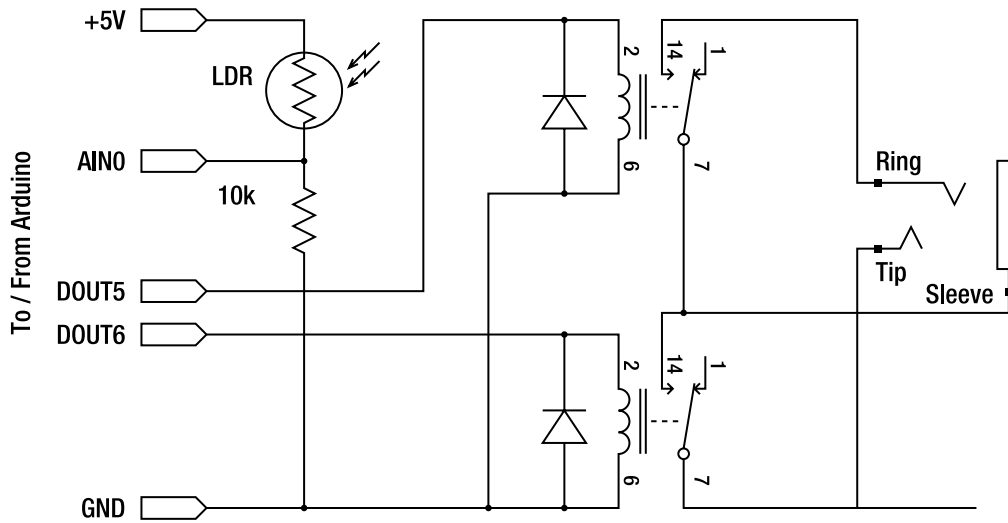 +5V
LDR
AIN0
10k
To / From Arduino
DOUT5
DOUT6
GND
2
14
1
6
7
Ring
Tip
Sleeve
2
14
1
6
7